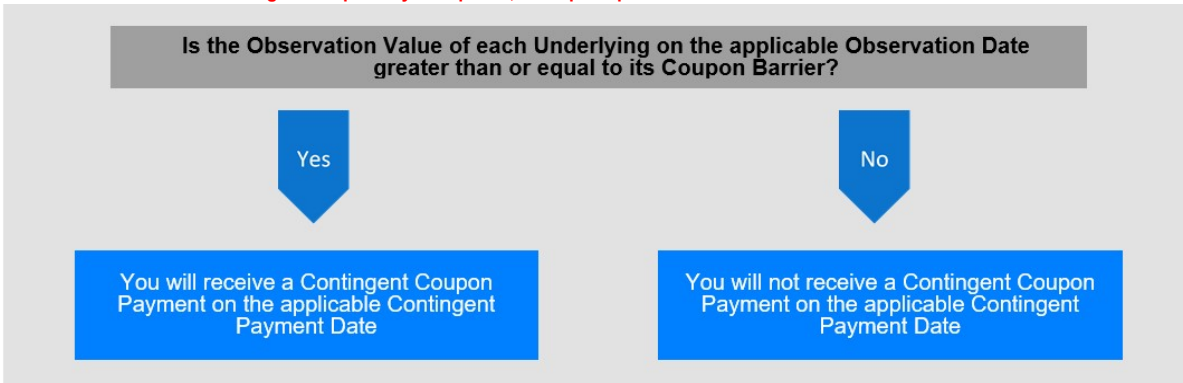 Is the Observation Value of each Underlying on the applicable Observation Date
greater than or equal to its Coupon Barrier?
Yes
No
You will receive a Contingent Coupon
Payment on the applicable Contingent
Payment Date
You will not receive a Contingent Coupon
Payment on the applicable Contingent
Payment Date